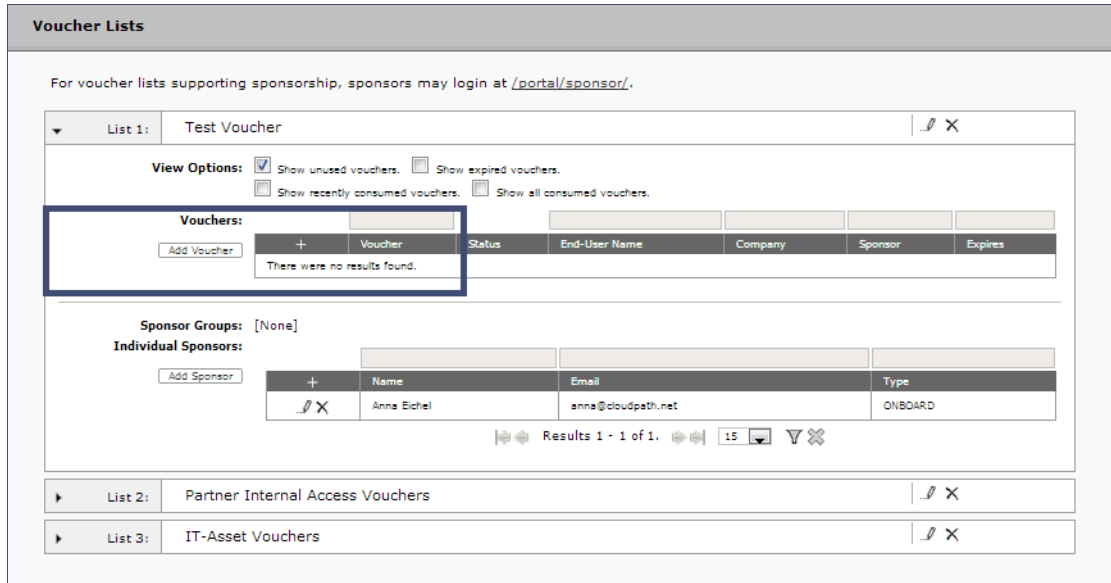 Voucher Lists
For voucher lists supporting sponsorship, sponsors may login at /portal/sponsor/.
List 1: Test Voucher
View Options: Show unused vouchers. Show expired vouchers.
Show recently consumed vouchers. Show all consumed vouchers.
Vouchers:
Add Voucher + Voucher Status End-User Name Company Sponsor Expires
There were no results found.
Sponsor Groups: [None]
Individual Sponsors:
Add Sponsor + Name Email Type
Anna Eichel anna@cloudpath.net ONBOARD
Results 1 - 1 of 1. 15
List 2: Partner Internal Access Vouchers
List 3: IT-Asset Vouchers